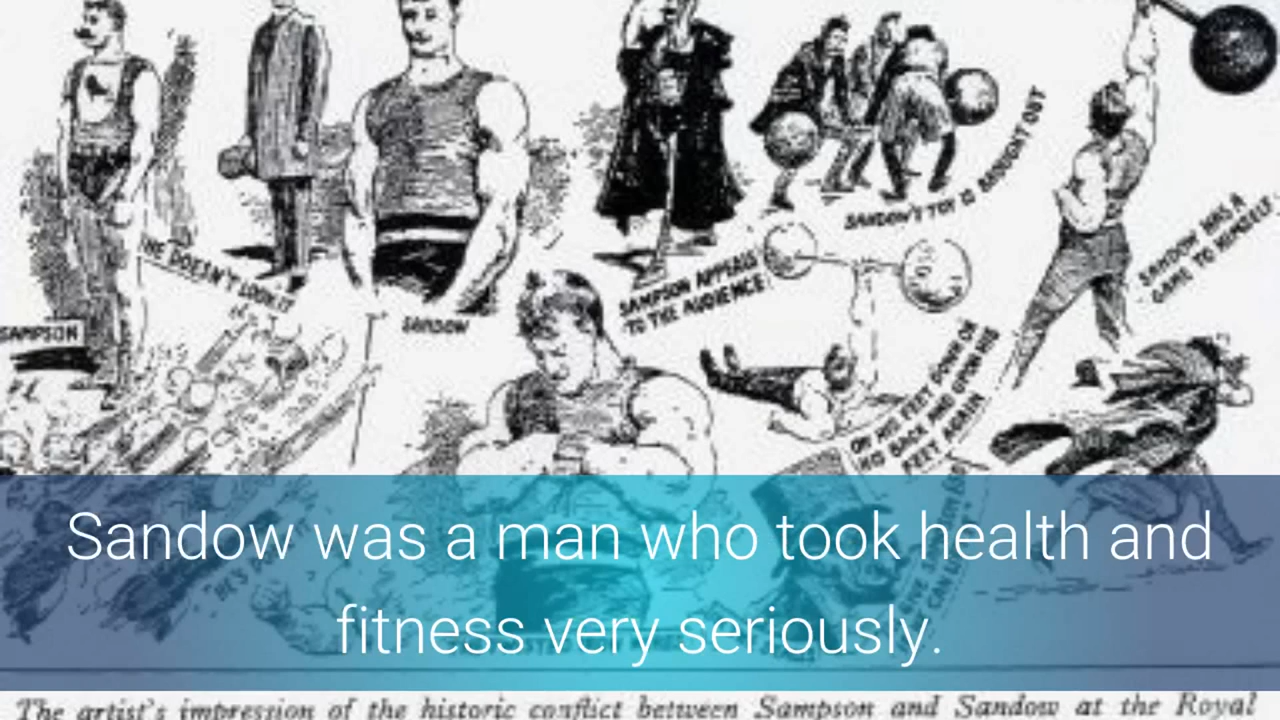 SANDOW'S TOY IS BROUGHT OUT
SANDOW HAS A
GAME TO HIMSELF
HE DOESN'T LOOK IT
SAMPSON
SANDOW
SAMPSON APPEALS
TO THE AUDIENCE
ON HIS FEET DOWN ON
HIS BACK AND UPON HIS
FEET AGAIN
Sandow was a man who took health and
fitness very seriously.
The artist's impression of the historic conflict between Sampson and Sandow at the Royal